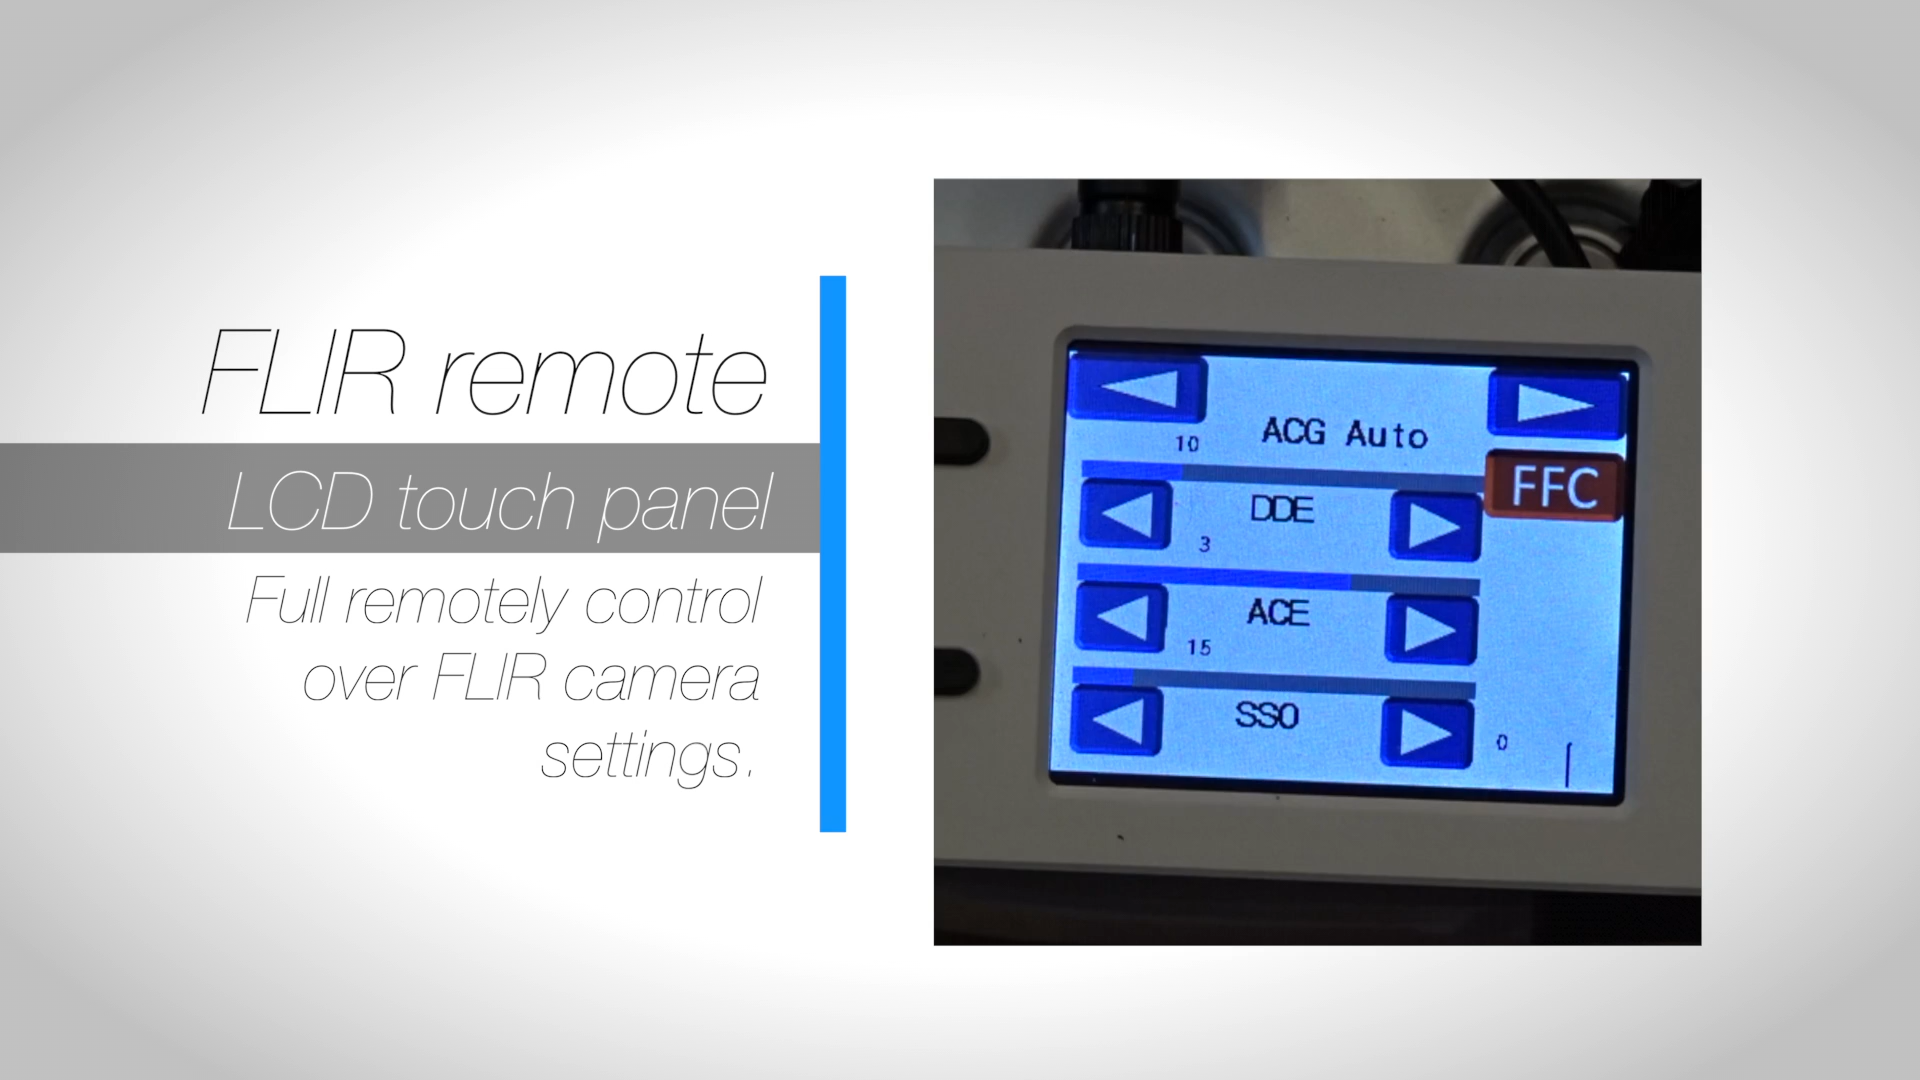 FLIR remote
LCD touch panel
Full remotely control
over FLIR camera
settings.
ACG Auto
10
FFC
DDE
3
ACE
15
SSO
0